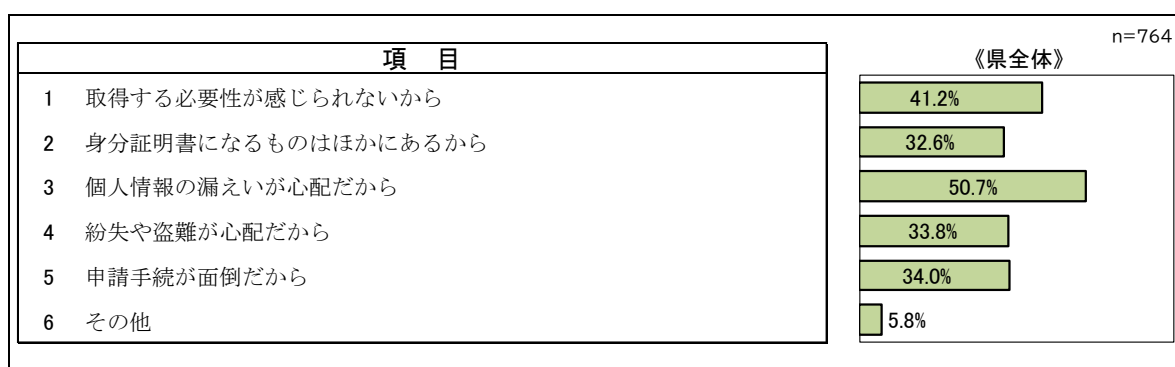 n=764
項 目 《県全体》
1 取得する必要性が感じられないから 41.2%
2 身分証明書になるものはほかにあるから 32.6%
3 個人情報の漏えいが心配だから 50.7%
4 紛失や盗難が心配だから 33.8%
5 申請手続が面倒だから 34.0%
6 その他 5.8%